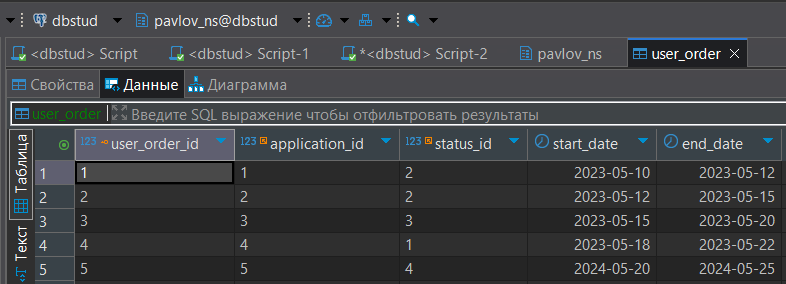 dbstud pavlov_ns@dbstud
<dbstud> Script <dbstud> Script-1 *<dbstud> Script-2 pavlov_ns user_order
Свойства Данные Диаграмма
user_order Введите SQL выражение чтобы отфильтровать результаты
Таблица
Текст
123 user_order_id 123 application_id 123 status_id start_date end_date
1 1 1 2 2023-05-10 2023-05-12
2 2 2 2 2023-05-12 2023-05-15
3 3 3 3 2023-05-15 2023-05-20
4 4 4 1 2023-05-18 2023-05-22
5 5 5 4 2024-05-20 2024-05-25